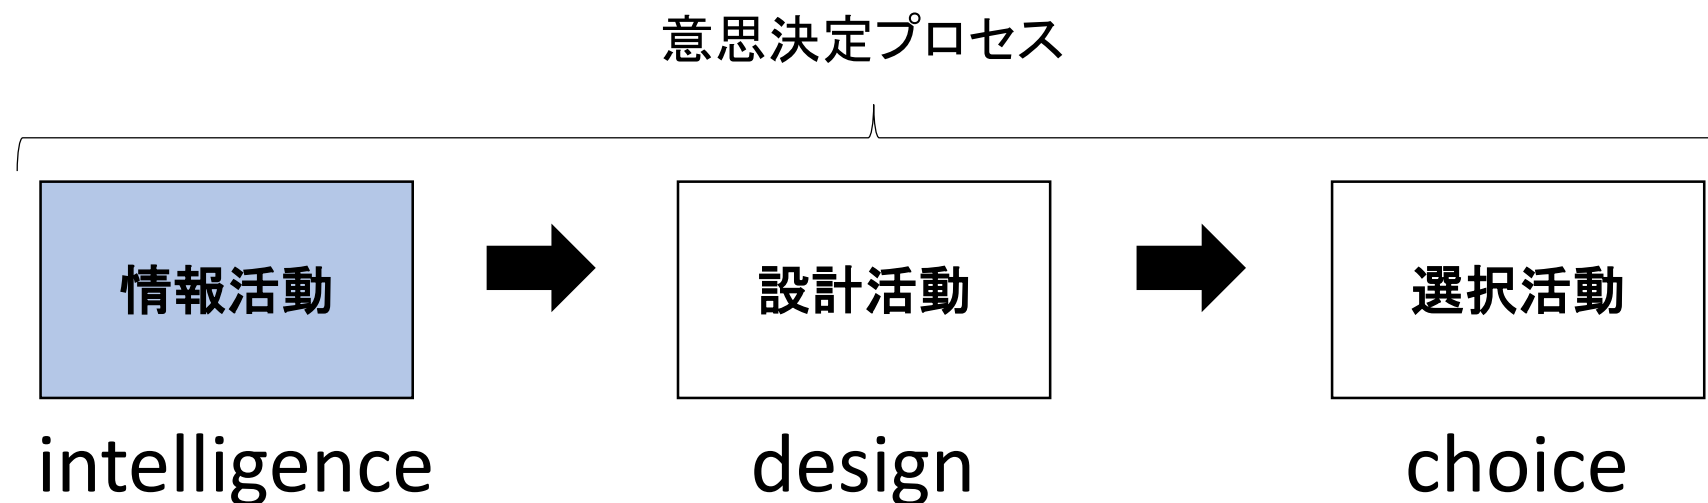 意思決定プロセス
情報活動
設計活動
選択活動
intelligence
design
choice